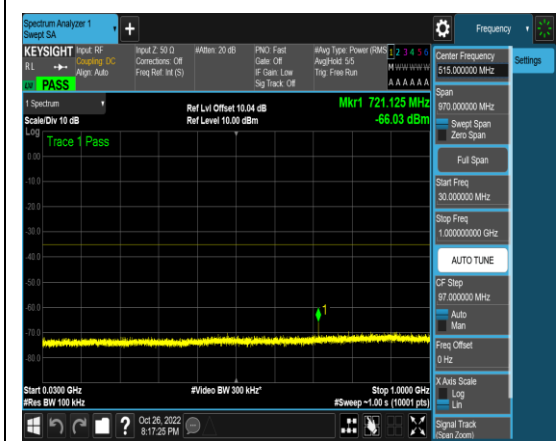 Spectrum Analyzer 1
Swept SA
+
Frequency
KEYSIGHT
Input: RF
Coupling: DC
Align: Auto
RL
PASS
Input Z: 50 Ω
Corrections: Off
Freq Ref: Int (S)
#Atten: 20 dB
PNO: Fast
Gate: Off
IF Gain: Low
Sig Track: Off
#Avg Type: Power (RMS
Avg|Hold: 5/5
Trig: Free Run
1 2 3 4 5 6
M W W W W W
A A A A A A
1 Spectrum
Scale/Div 10 dB
Ref Lvl Offset 10.04 dB
Ref Level 10.00 dBm
Mkr1 721.125 MHz
-66.03 dBm
Log
Trace 1 Pass
0.00
-10.0
-20.0
-30.0
-40.0
-50.0
-60.0
-70.0
-80.0
1
Start 0.0300 GHz
#Res BW 100 kHz
#Video BW 300 kHz*
Stop 1.0000 GHz
#Sweep ~1.00 s (10001 pts)
Center Frequency
515.000000 MHz
Settings
Span
970.000000 MHz
Swept Span
Zero Span
Full Span
Start Freq
30.000000 MHz
Stop Freq
1.000000000 GHz
AUTO TUNE
CF Step
97.000000 MHz
Auto
Man
Freq Offset
0 Hz
X Axis Scale
Log
Lin
Signal Track
(Span Zoom)
?
Oct 26, 2022
8:17:25 PM